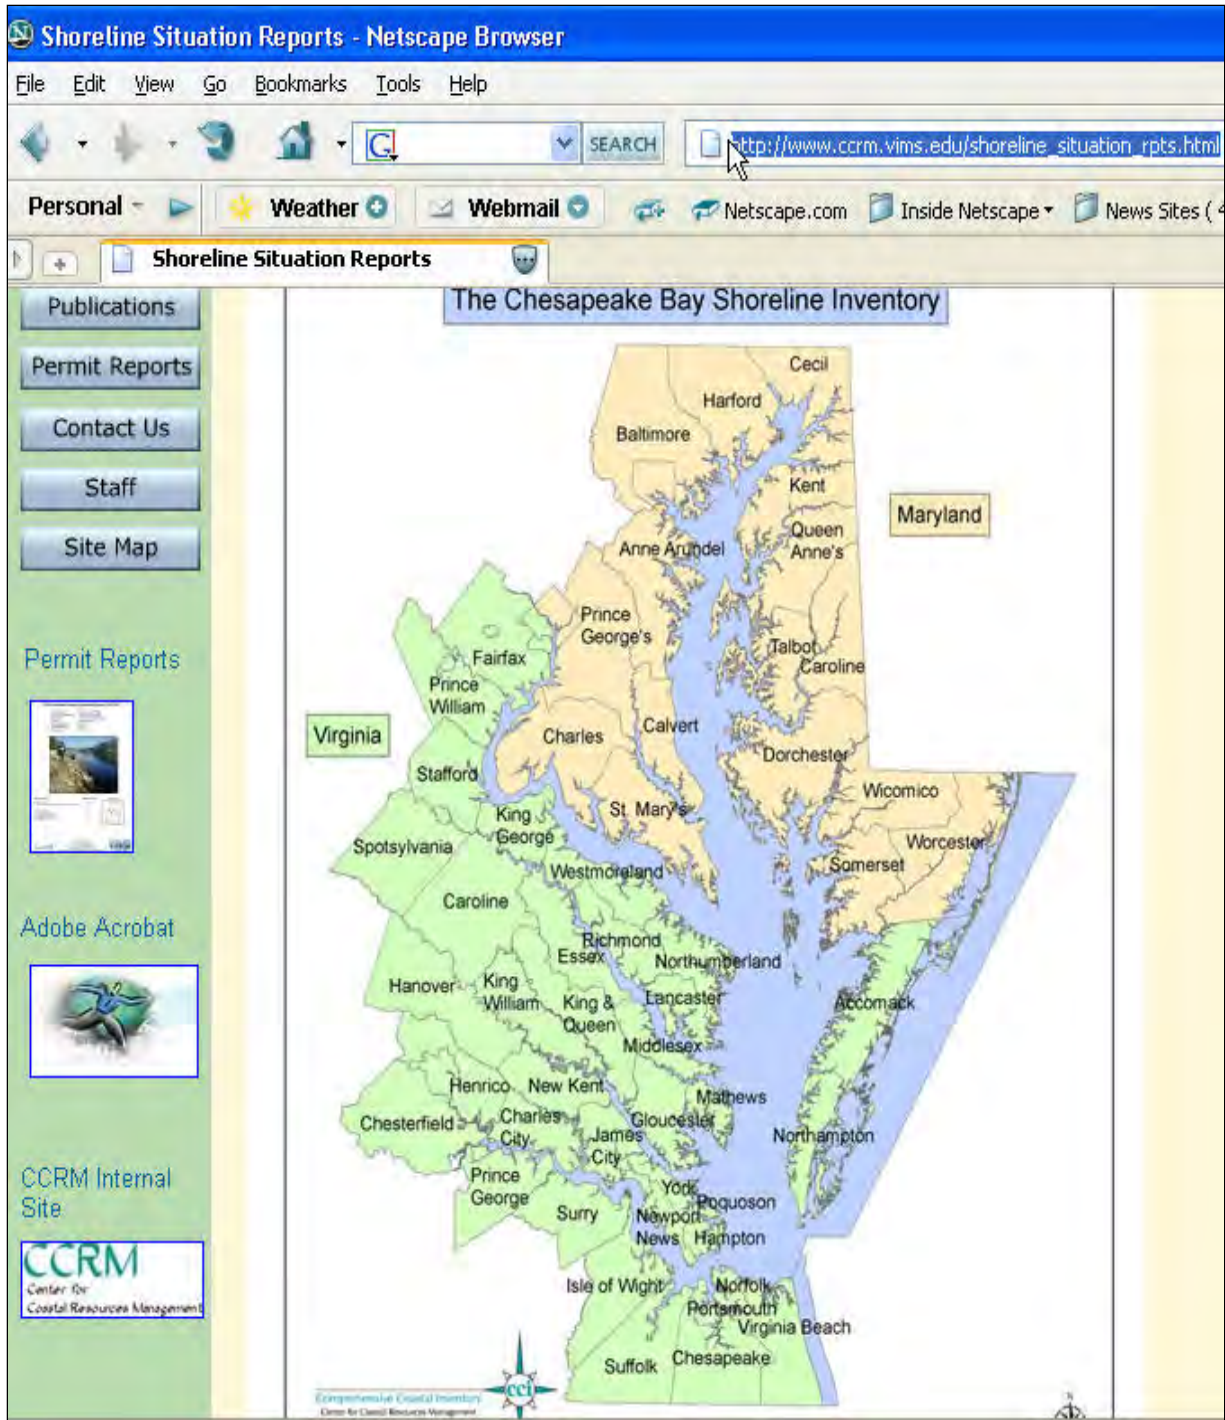 Shoreline Situation Reports - Netscape Browser
File Edit View Go Bookmarks Tools Help
G SEARCH http://www.ccrm.vims.edu/shoreline_situation_rpts.html
Personal Weather Webmail Netscape.com Inside Netscape News Sites (
Shoreline Situation Reports
Publications
Permit Reports
Contact Us
Staff
Site Map
Permit Reports
Adobe Acrobat
CCRM Internal
Site
CCRM
Center for
Coastal Resources Management
The Chesapeake Bay Shoreline Inventory
Cecil
Harford
Baltimore
Kent
Maryland
Queen
Anne's
Anne Arundel
Prince
George's
Fairfax
Talbot
Caroline
Prince
William
Virginia
Charles
Calvert
Dorchester
Stafford
Wicomico
King
George
St. Mary's
Spotsylvania
Worcester
Somerset
Westmoreland
Caroline
Richmond
Essex
Northumberland
Hanover
King
William
King &
Queen
Lancaster
Accomack
Middlesex
Henrico
New Kent
Mathews
Chesterfield
Charles
City
James
City
Gloucester
Northampton
Prince
George
York
Poquoson
Surry
Newport
News
Hampton
Isle of Wight
Norfolk
Portsmouth
Virginia Beach
Suffolk
Chesapeake
cci
Comprehensive Coastal Inventory
Center for Coastal Resources Management
N